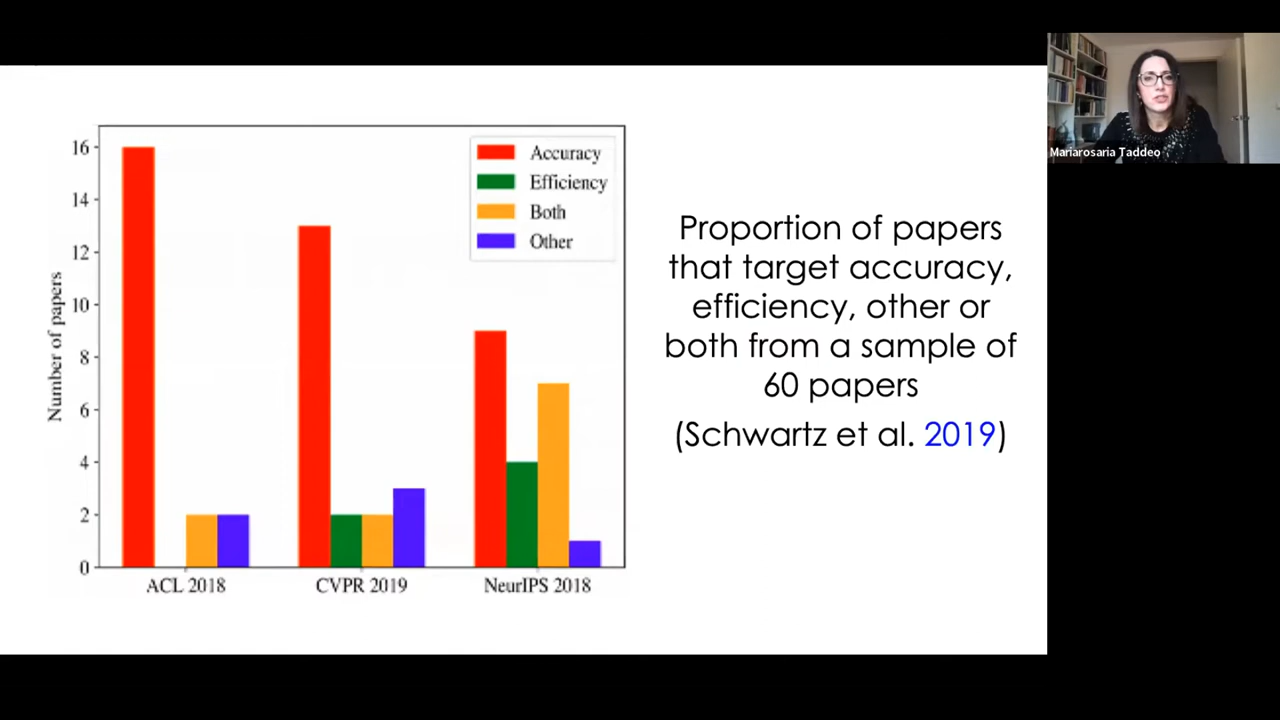 16
14
12
10
8
6
4
2
0
Number of papers
Accuracy
Efficiency
Both
Other
ACL 2018
CVPR 2019
NeurIPS 2018
Proportion of papers
that target accuracy,
efficiency, other or
both from a sample of
60 papers
(Schwartz et al. 2019)
Mariarosaria Taddeo